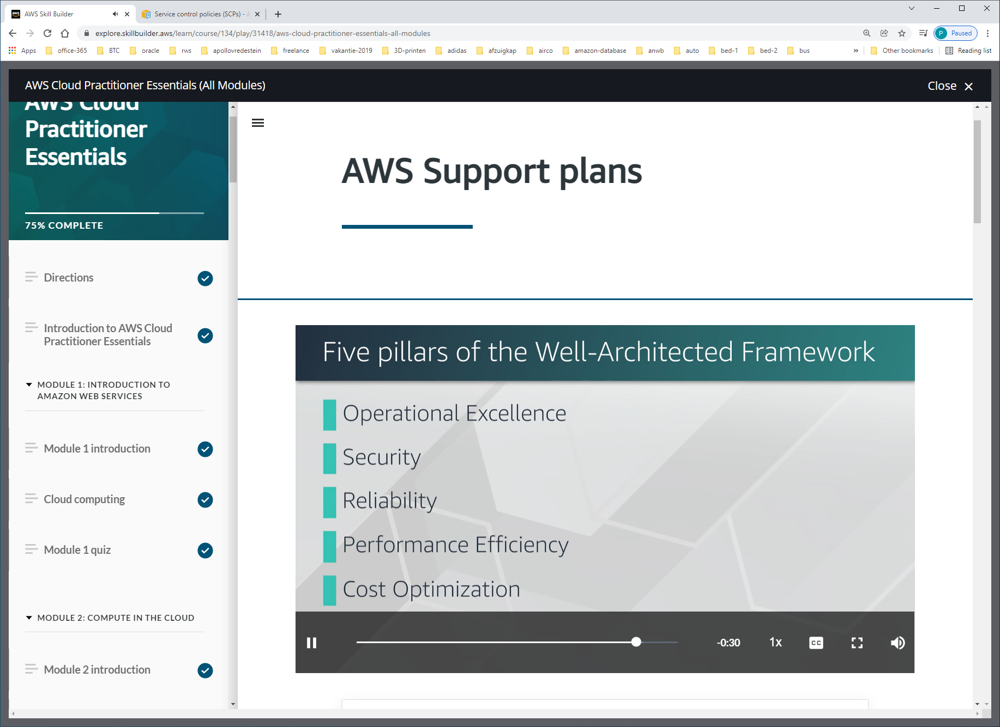 aws
AWS Skill Builder
Service control policies (SCPs) -
explore.skillbuilder.aws/learn/course/134/play/31418/aws-cloud-practitioner-essentials-all-modules
P Paused
Apps office-365 BTC oracle rws apollovredestein freelance vakantie-2019 3D-printen adidas afzuigkap airco amazon-database anwb auto bed-1 bed-2 bus » Other bookmarks Reading list
AWS Cloud Practitioner Essentials (All Modules)
Close
AWS Cloud
Practitioner
Essentials
75% COMPLETE
Directions
Introduction to AWS Cloud
Practitioner Essentials
MODULE 1: INTRODUCTION TO
AMAZON WEB SERVICES
Module 1 introduction
Cloud computing
Module 1 quiz
MODULE 2: COMPUTE IN THE CLOUD
Module 2 introduction
AWS Support plans
Five pillars of the Well-Architected Framework
Operational Excellence
Security
Reliability
Performance Efficiency
Cost Optimization
-0:30 1x CC